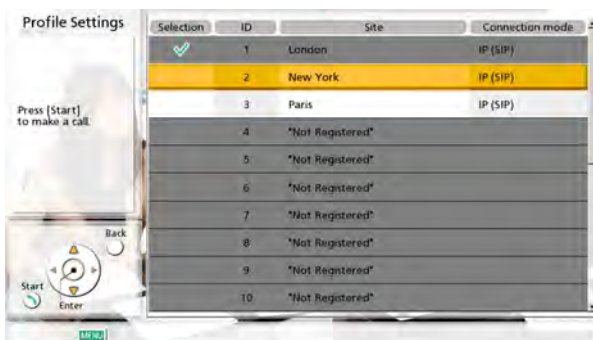 Profile Settings
Press [Start]
to make a call.
Back
Start
Enter
MENU
Selection ID Site Connection mode
1 London IP (SIP)
2 New York IP (SIP)
3 Paris IP (SIP)
4 "Not Registered"
5 "Not Registered"
6 "Not Registered"
7 "Not Registered"
8 "Not Registered"
9 "Not Registered"
10 "Not Registered"